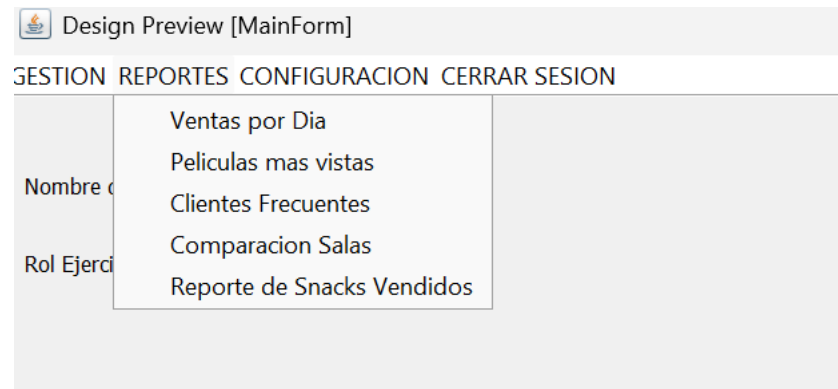 Design Preview [MainForm]
GESTION REPORTES CONFIGURACION CERRAR SESION
Ventas por Dia
Peliculas mas vistas
Nombre
Clientes Frecuentes
Comparacion Salas
Rol
Reporte de Snacks Vendidos